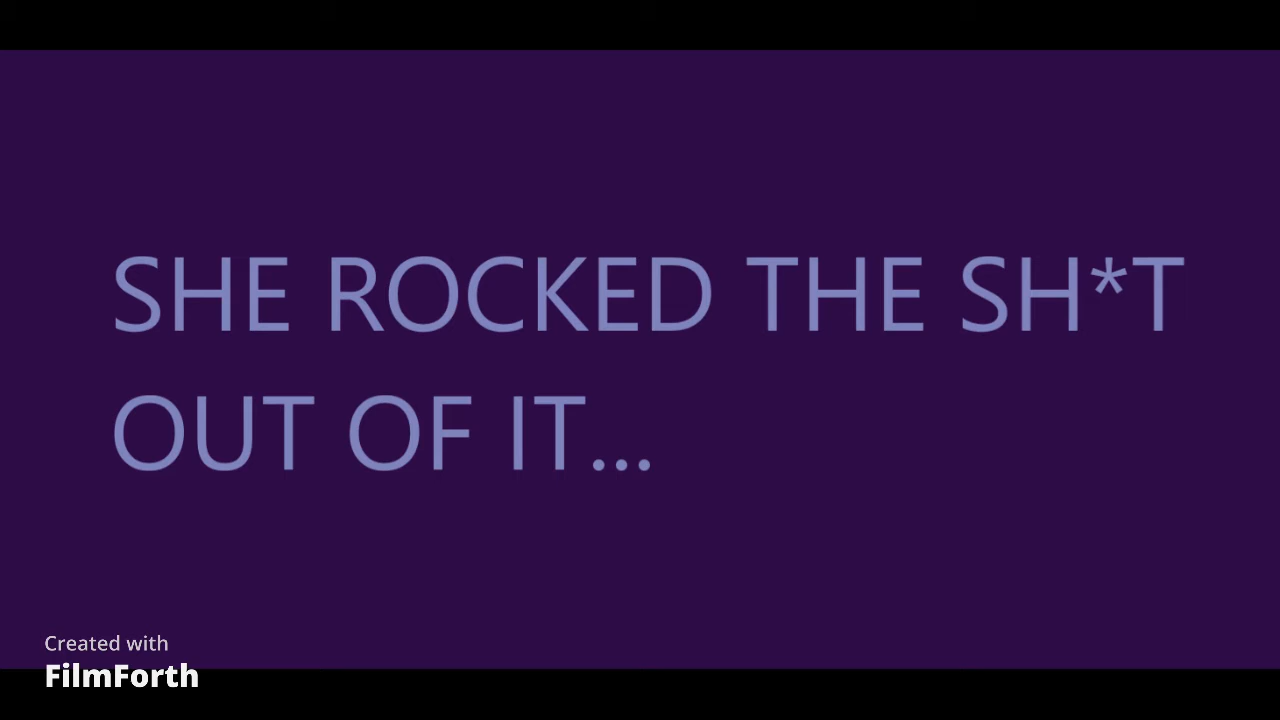 SHE ROCKED THE SH*T
OUT OF IT...
Created with
FilmForth